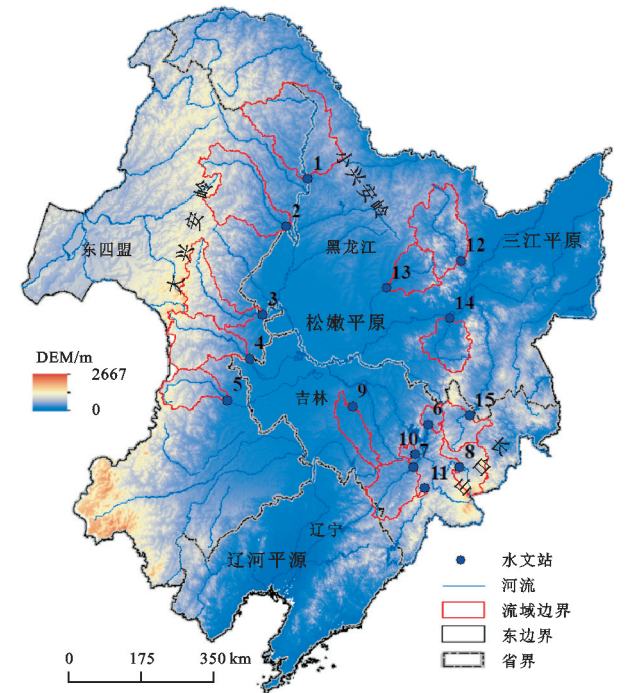 1
小兴安岭
2
大兴安岭
东四盟
黑龙江
12
三江平原
13
3
14
松嫩平原
4
DEM/m
2667
0
5
吉林
9
6
15
10
7
8
长白山
11
辽宁
辽河平源
水文站
河流
流域边界
东边界
省界
0 175 350 km